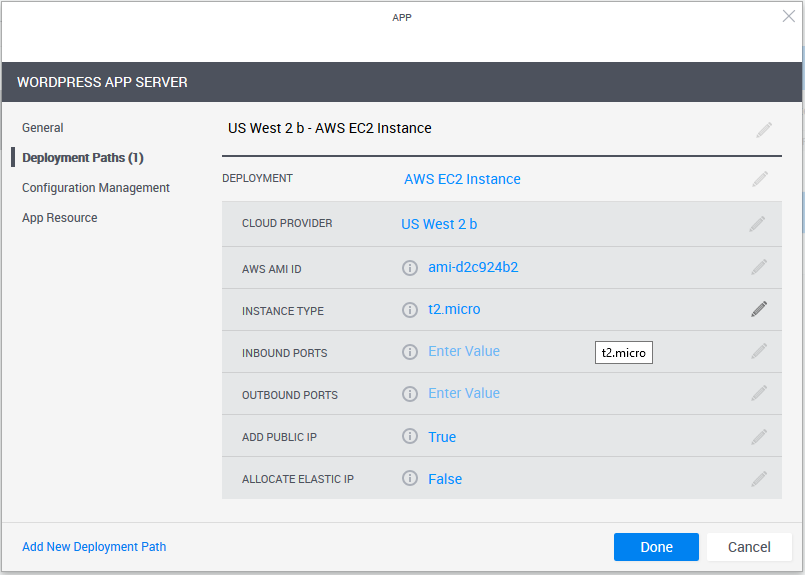 APP
WORDPRESS APP SERVER
General
Deployment Paths (1)
Configuration Management
App Resource
US West 2 b - AWS EC2 Instance
DEPLOYMENT AWS EC2 Instance
CLOUD PROVIDER US West 2 b
AWS AMI ID ami-d2c924b2
INSTANCE TYPE t2.micro
INBOUND PORTS Enter Value t2.micro
OUTBOUND PORTS Enter Value
ADD PUBLIC IP True
ALLOCATE ELASTIC IP False
Add New Deployment Path Done Cancel